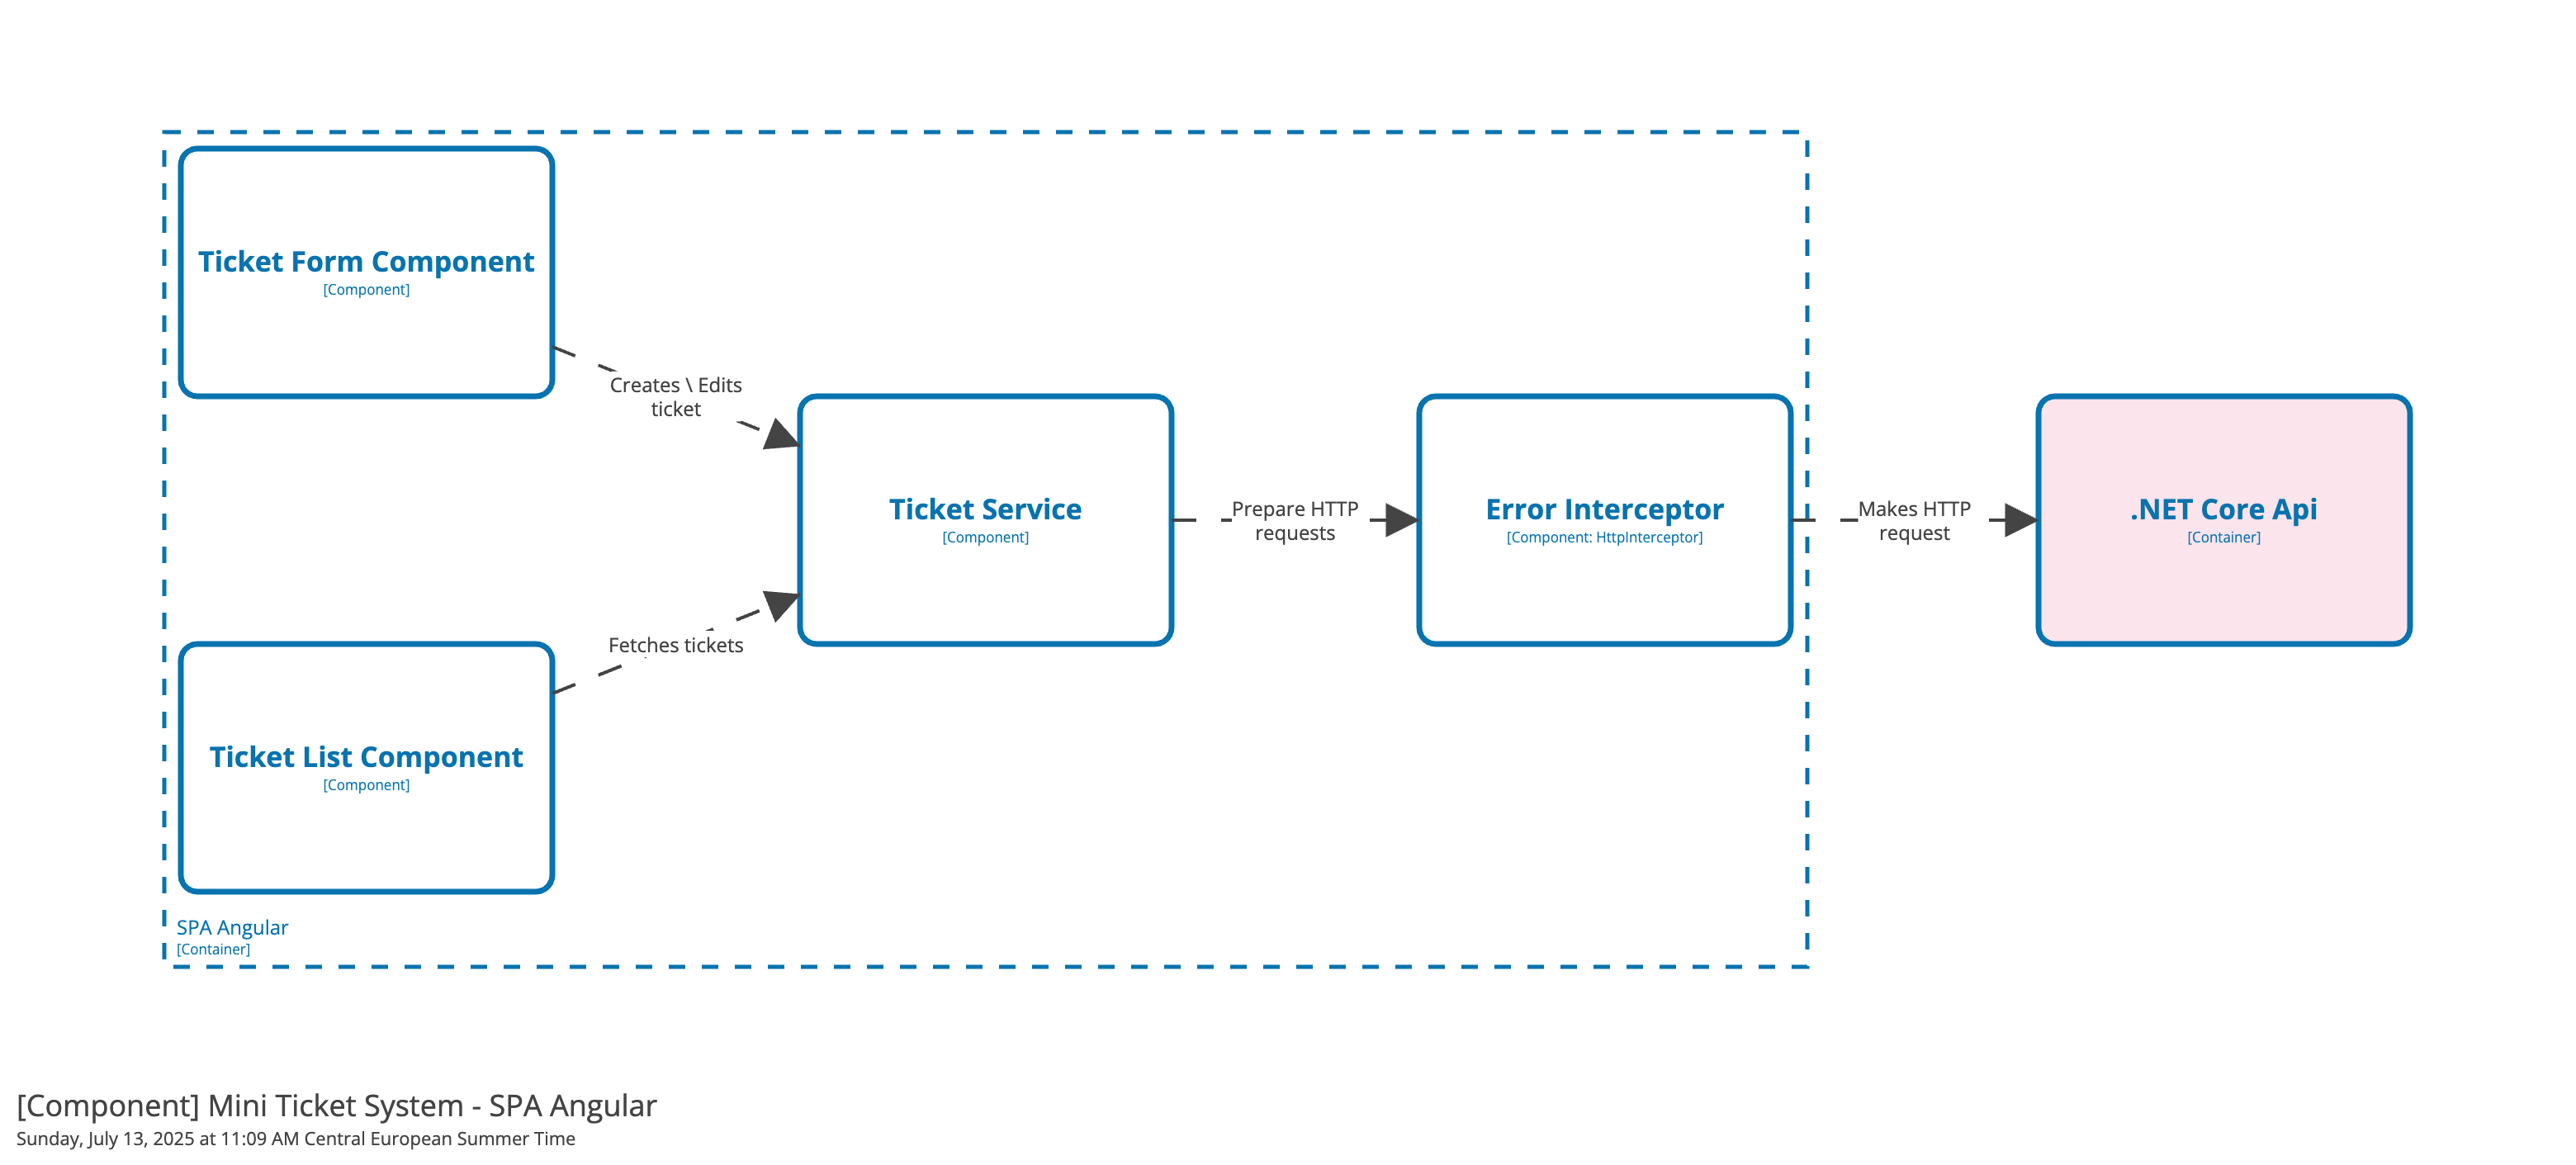 Ticket Form Component
[Component]
Creates \ Edits
ticket
Ticket Service
[Component]
Prepare HTTP
requests
Error Interceptor
[Component: HttpInterceptor]
Makes HTTP
request
.NET Core Api
[Container]
Fetches tickets
Ticket List Component
[Component]
SPA Angular
[Container]
[Component] Mini Ticket System - SPA Angular
Sunday, July 13, 2025 at 11:09 AM Central European Summer Time